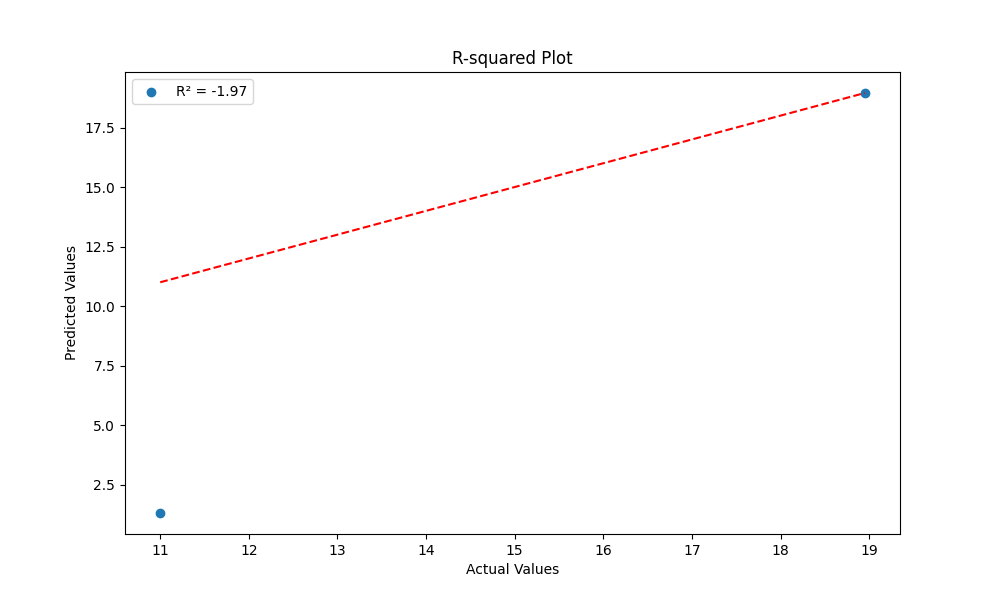 R-squared Plot
R² = -1.97
17.5
15.0
12.5
10.0
7.5
5.0
2.5
Predicted Values
11 12 13 14 15 16 17 18 19
Actual Values